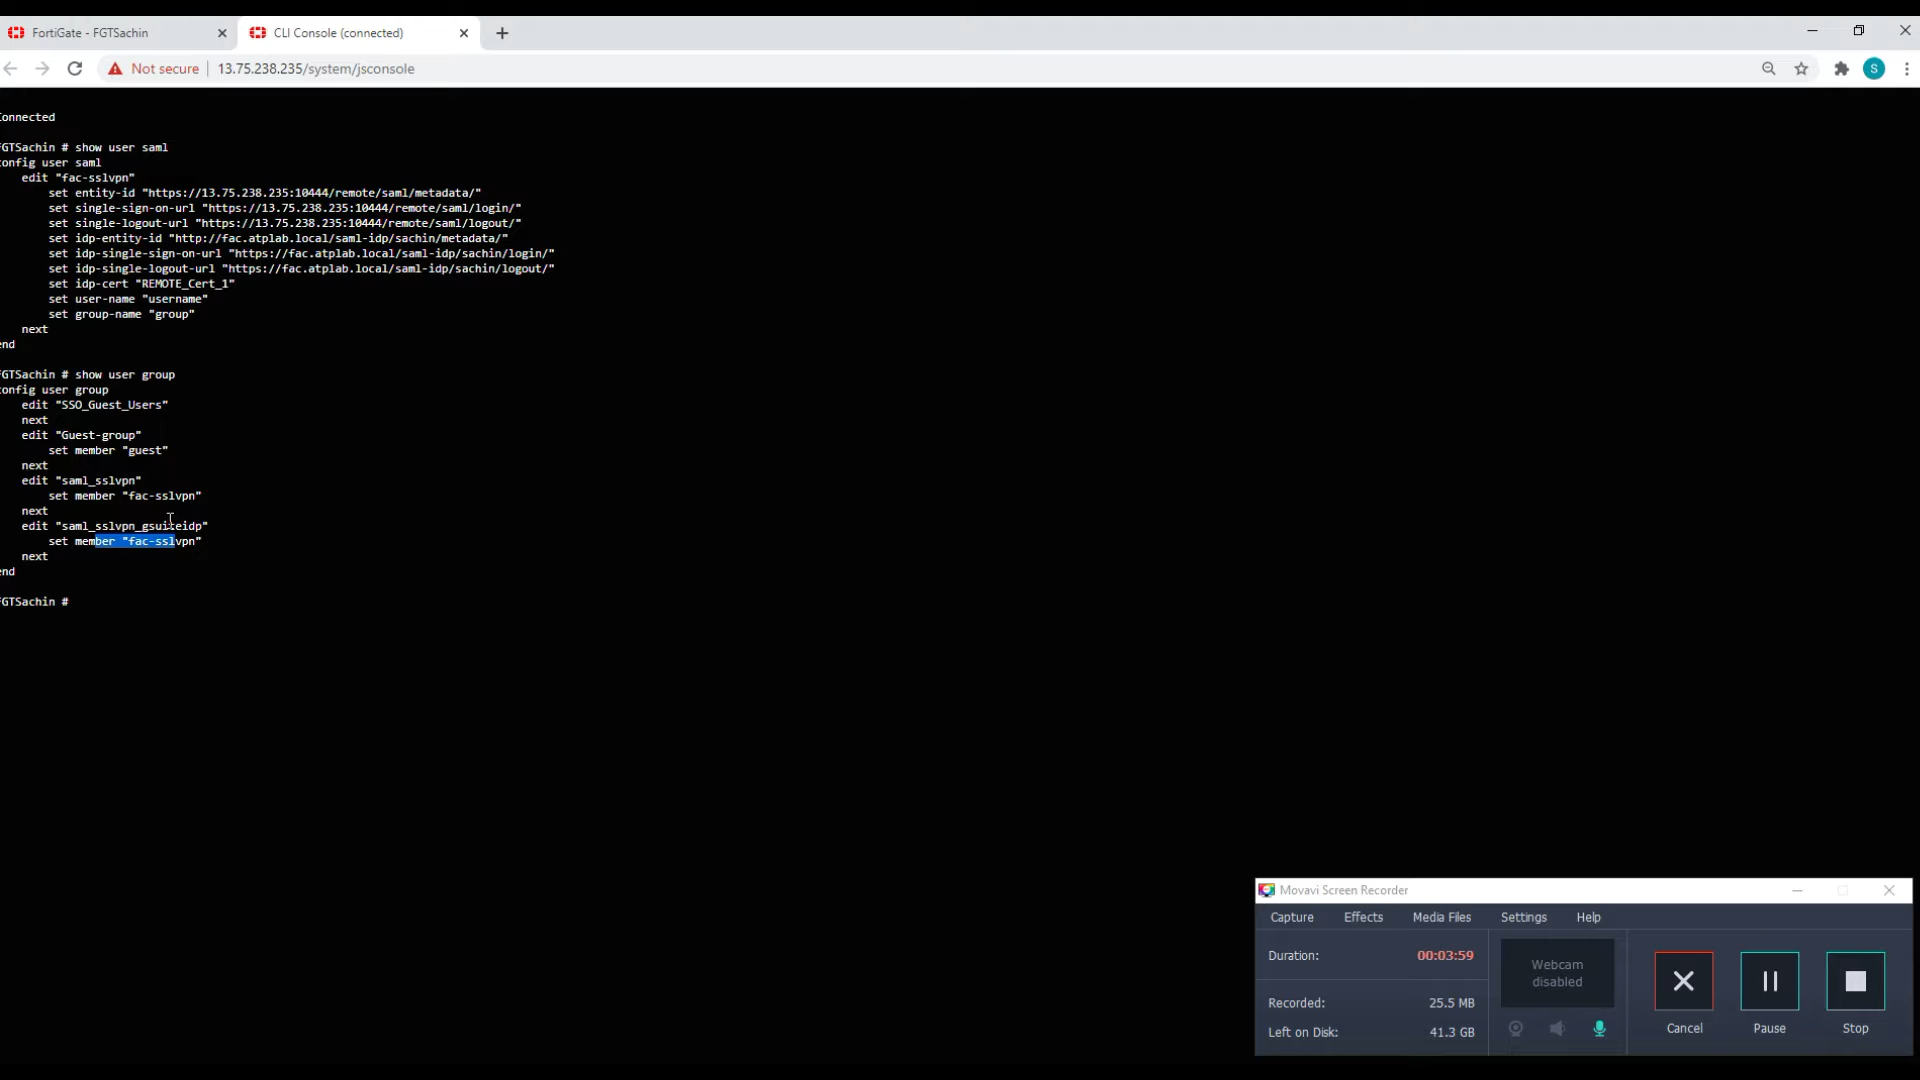 FortiGate - FGTSachin
CLI Console (connected)
Not secure
13.75.238.235/system/jsconsole
S
Connected
FGTSachin # show user saml
config user saml
edit "fac-sslvpn"
set entity-id "https://13.75.238.235:10444/remote/saml/metadata/"
set single-sign-on-url "https://13.75.238.235:10444/remote/saml/login/"
set single-logout-url "https://13.75.238.235:10444/remote/saml/logout/"
set idp-entity-id "http://fac.atplab.local/saml-idp/sachin/metadata/"
set idp-single-sign-on-url "https://fac.atplab.local/saml-idp/sachin/login/"
set idp-single-logout-url "https://fac.atplab.local/saml-idp/sachin/logout/"
set idp-cert "REMOTE_Cert_1"
set user-name "username"
set group-name "group"
next
end
FGTSachin # show user group
config user group
edit "SSO_Guest_Users"
next
edit "Guest-group"
set member "guest"
next
edit "saml_sslvpn"
set member "fac-sslvpn"
next
edit "saml_sslvpn_gsuiteidp"
set member "fac-sslvpn"
next
end
FGTSachin #
Movavi Screen Recorder
Capture Effects Media Files Settings Help
Duration: 00:03:59
Webcam disabled
Recorded: 25.5 MB
Left on Disk: 41.3 GB
Cancel Pause Stop